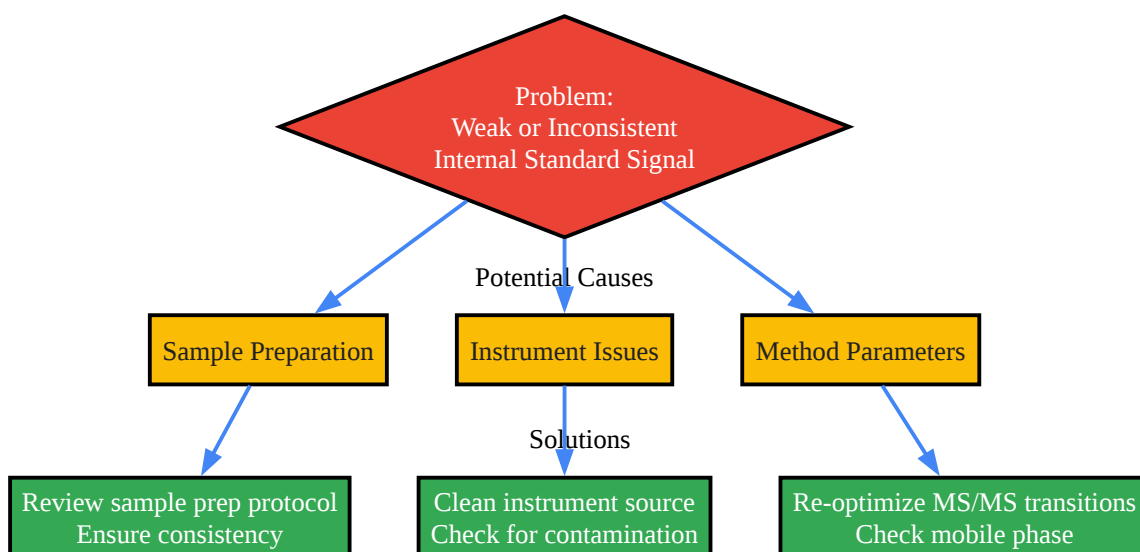 Problem:
Weak or Inconsistent
Internal Standard Signal
Potential Causes
Sample Preparation
Instrument Issues
Method Parameters
Solutions
Review sample prep protocol
Ensure consistency
Clean instrument source
Check for contamination
Re-optimize MS/MS transitions
Check mobile phase